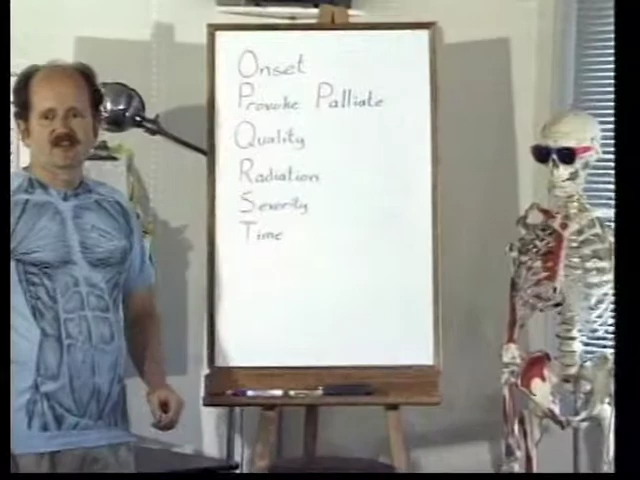 Onset
Provoke Palliate
Quality
Radiation
Severity
Time